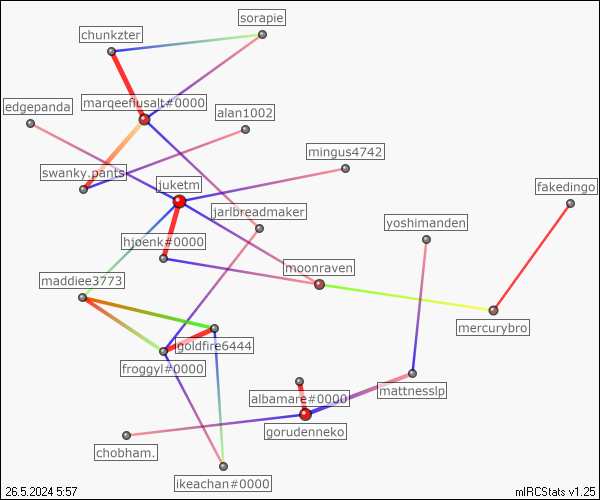 sorapie
chunkzter
marqeefiusalt#0000
edgepanda
alan1002
mingus4742
swanky.pants
juketm
fakedingo
jarlbreadmaker
yoshimanden
hjoenk#0000
moonraven
maddiee3773
mercurybro
goldfire6444
froggyl#0000
mattnesslp
albamare#0000
gorudenneko
chobham.
ikeachan#0000
26.5.2024 5:57
mIRCStats v1.25